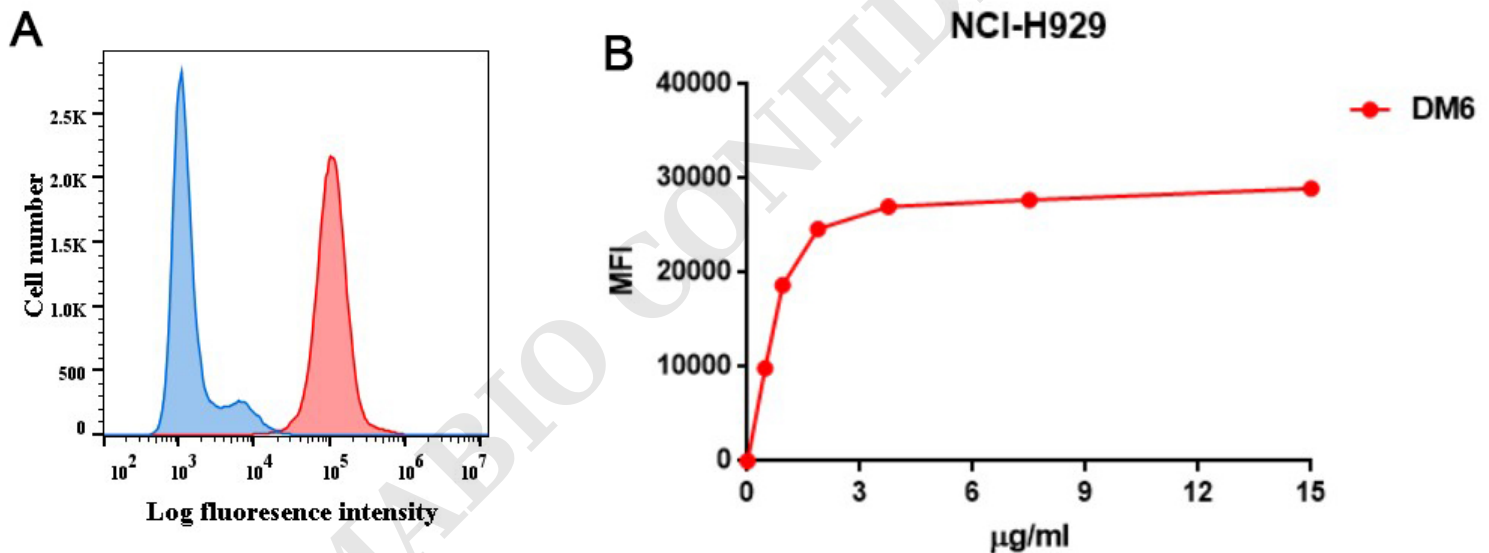 A
2.5K
2.0K
1.5K
1.0K
500
0
Cell number
10² 10³ 10⁴ 10⁵ 10⁶ 10⁷
Log fluoresence intensity
B
NCI-H929
40000
30000
20000
10000
0
MFI
0 3 6 9 12 15
μg/ml
DM6